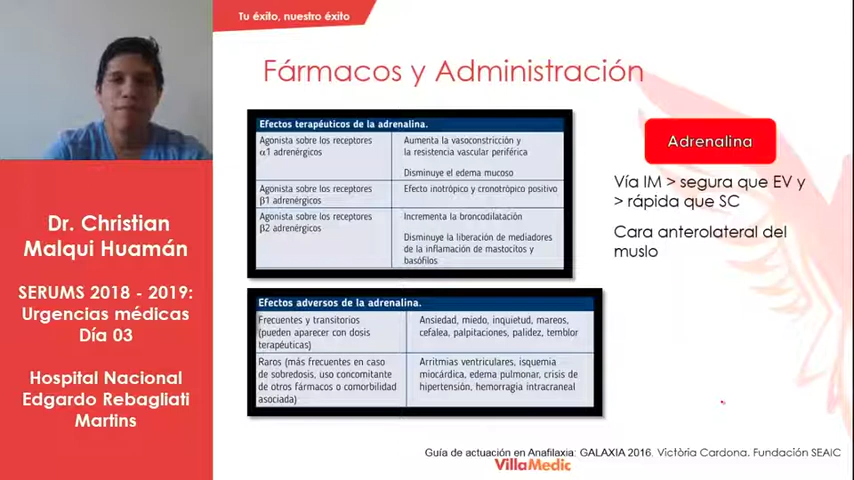 Tu éxito, nuestro éxito
Fármacos y Administración
Efectos terapéuticos de la adrenalina.
Agonista sobre los receptores
α1 adrenérgicos
Aumenta la vasoconstricción y
la resistencia vascular periférica
Disminuye el edema mucoso
Agonista sobre los receptores
β1 adrenérgicos
Efecto inotrópico y cronotrópico positivo
Agonista sobre los receptores
β2 adrenérgicos
Incrementa la broncodilatación
Disminuye la liberación de mediadores
de la inflamación de mastocitos y
basófilos
Efectos adversos de la adrenalina.
Frecuentes y transitorios
(pueden aparecer con dosis
terapéuticas)
Ansiedad, miedo, inquietud, mareos,
cefalea, palpitaciones, palidez, temblor
Raros (más frecuentes en caso
de sobredosis, uso concomitante
de otros fármacos o comorbilidad
asociada)
Arritmias ventriculares, isquemia
miocárdica, edema pulmonar, crisis de
hipertensión, hemorragia intracraneal
Adrenalina
Vía IM > segura que EV y
> rápida que SC
Cara anterolateral del
muslo
Dr. Christian
Malqui Huamán
SERUMS 2018 - 2019:
Urgencias médicas
Día 03
Hospital Nacional
Edgardo Rebagliati
Martins
Guía de actuación en Anafilaxia: GALAXIA 2016. Victòria Cardona. Fundación SEAIC
VillaMedic